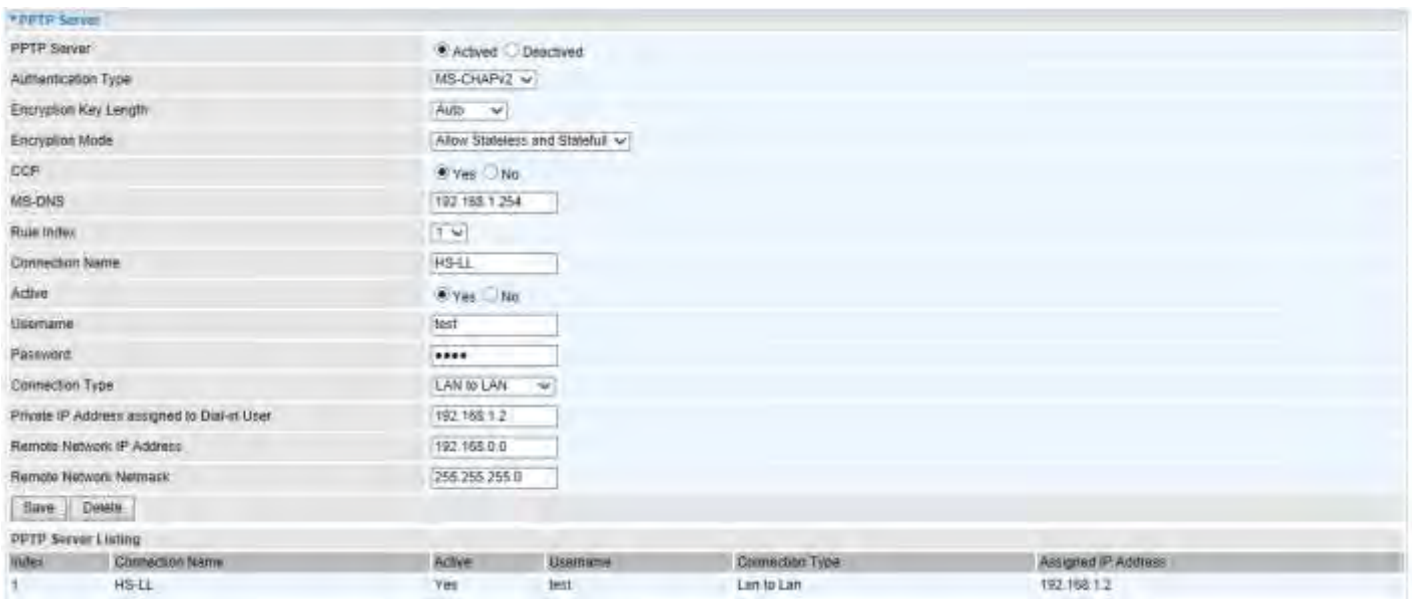 *PPTP Server
PPTP Server Actived Deactived
Authentication Type MS-CHAPv2
Encryption Key Length Auto
Encryption Mode Allow Stateless and Statefull
CCP Yes No
MS-DNS 192.168.1.254
Rule Index 1
Connection Name HS-LL
Active Yes No
Username test
Password ••••
Connection Type LAN to LAN
Private IP Address assigned to Dial-in User 192.168.1.2
Remote Network IP Address 192.168.0.0
Remote Network Netmask 255.255.255.0
Save Delete
PPTP Server Listing
Index Connection Name Active Username Connection Type Assigned IP Address
1 HS-LL Yes test Lan to Lan 192.168.1.2